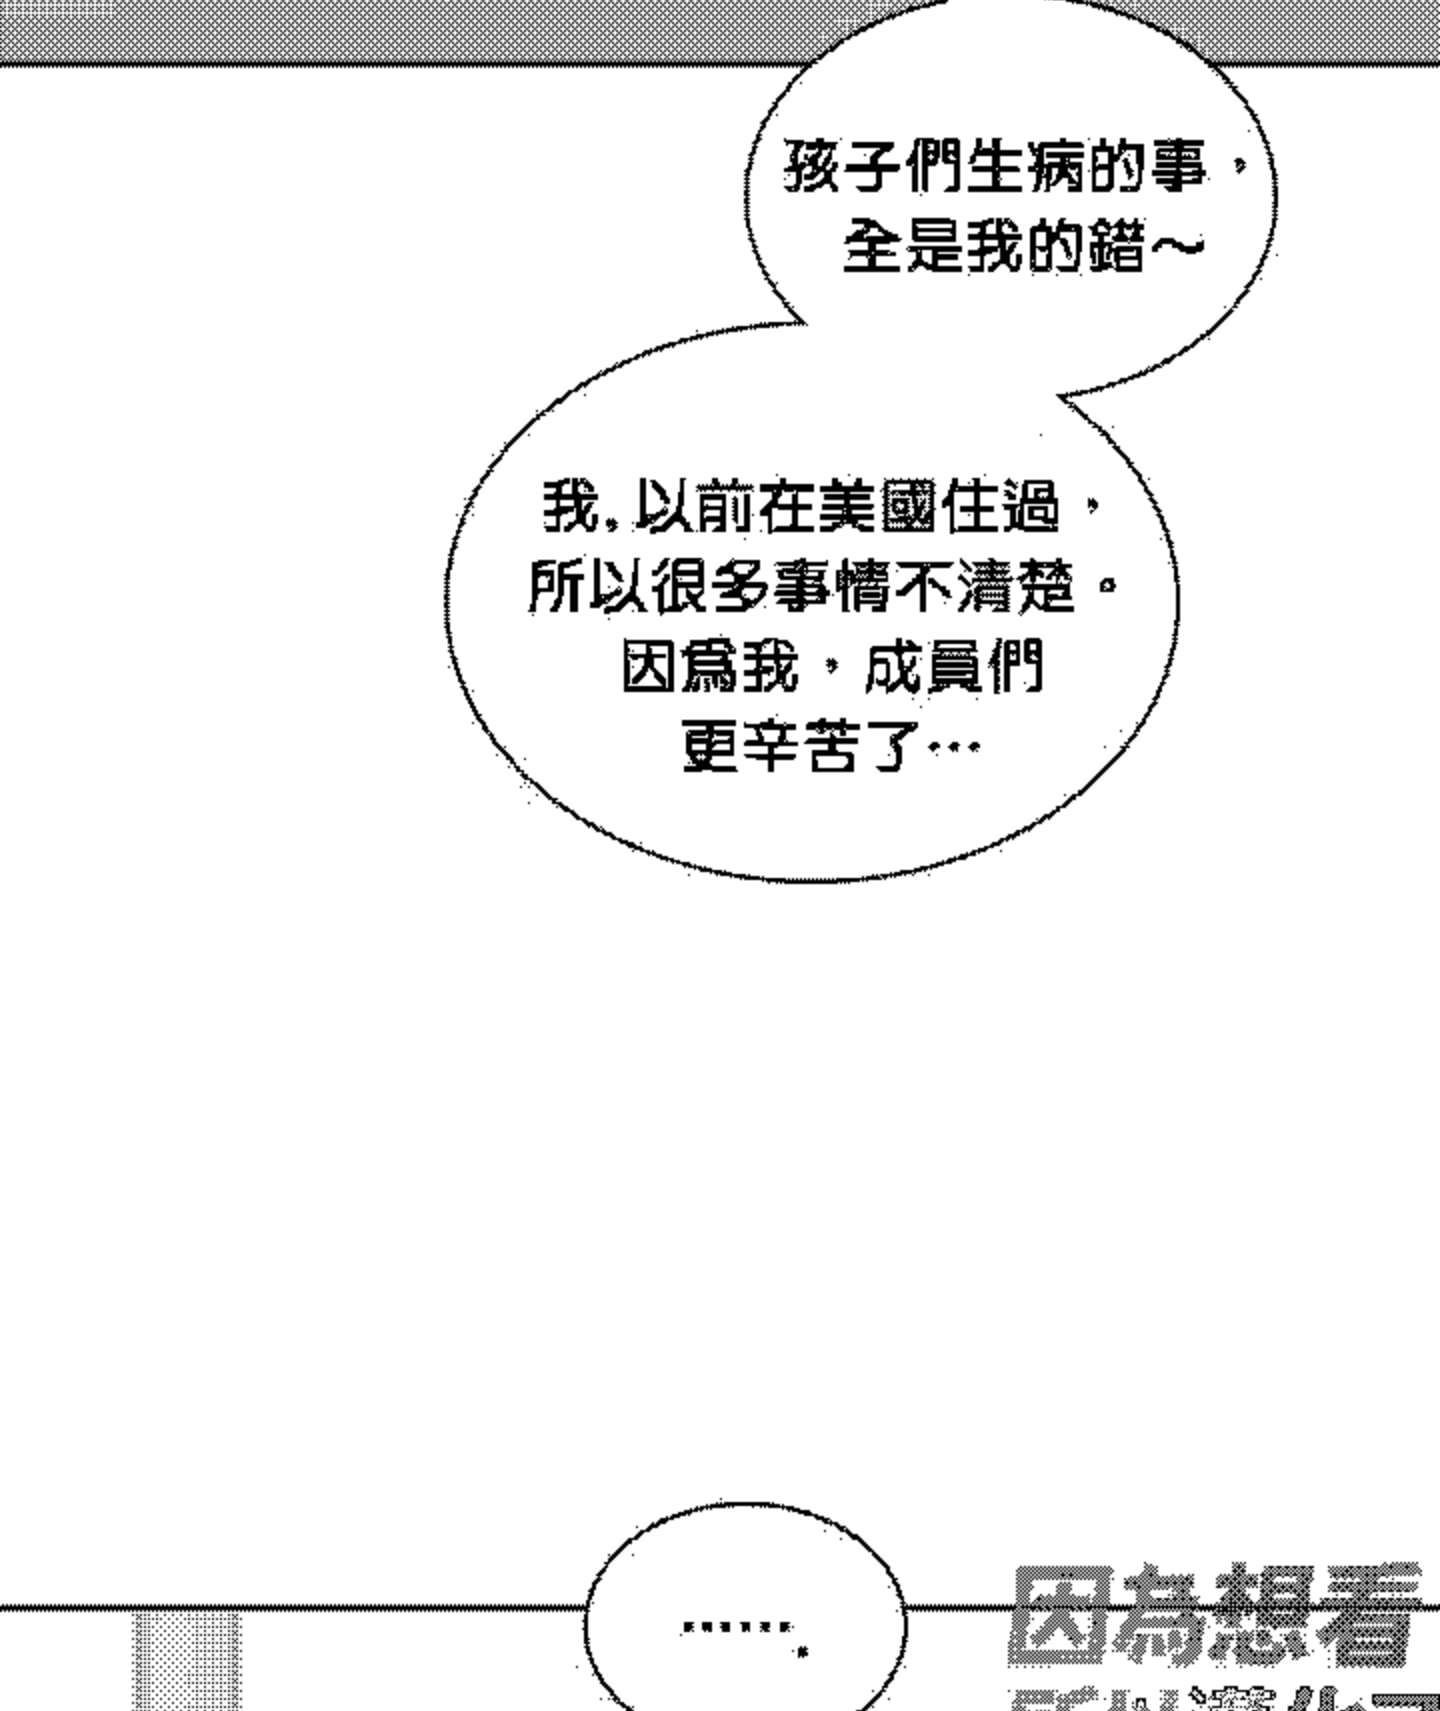 孩子們生病的事，
全是我的錯～
我，以前在美國住過，
所以很多事情不清楚。
因爲我，成員們
更辛苦了…
…….
因為想看